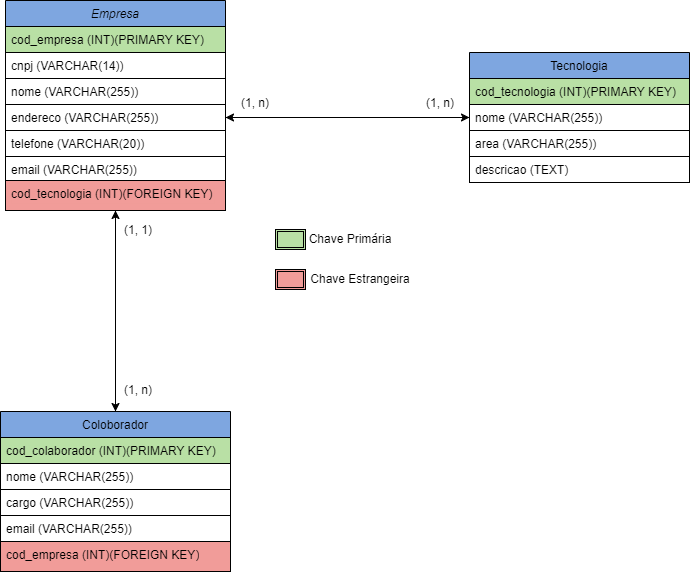 Empresa
cod_empresa (INT)(PRIMARY KEY)
cnpj (VARCHAR(14))
nome (VARCHAR(255))
endereco (VARCHAR(255))
telefone (VARCHAR(20))
email (VARCHAR(255))
cod_tecnologia (INT)(FOREIGN KEY)
(1, n)
(1, n)
Tecnologia
cod_tecnologia (INT)(PRIMARY KEY)
nome (VARCHAR(255))
area (VARCHAR(255))
descricao (TEXT)
(1, 1)
Chave Primária
Chave Estrangeira
(1, n)
Coloborador
cod_colaborador (INT)(PRIMARY KEY)
nome (VARCHAR(255))
cargo (VARCHAR(255))
email (VARCHAR(255))
cod_empresa (INT)(FOREIGN KEY)